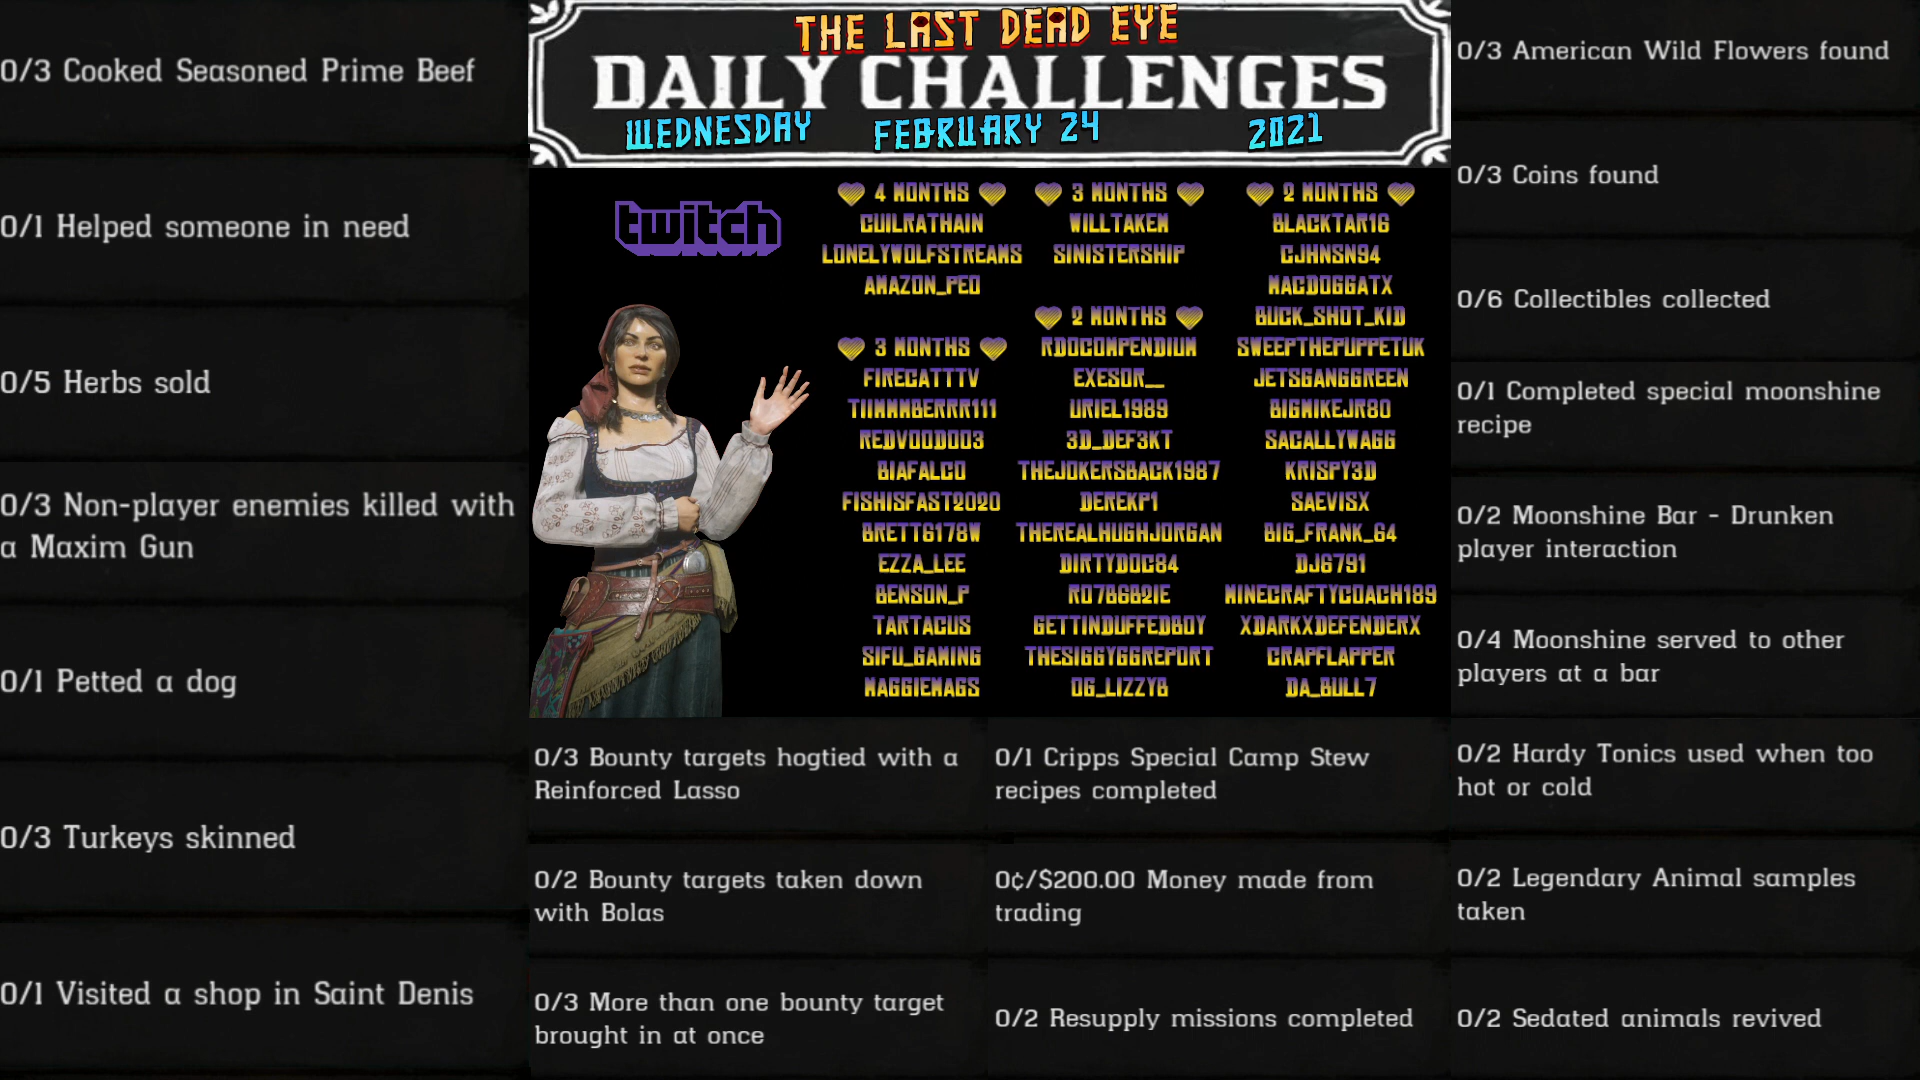 0/3 Cooked Seasoned Prime Beef
0/1 Helped someone in need
0/5 Herbs sold
0/3 Non-player enemies killed with
a Maxim Gun
0/1 Petted a dog
0/3 Turkeys skinned
0/1 Visited a shop in Saint Denis
THE LAST DEAD EYE
DAILY CHALLENGES
WEDNESDAY FEBRUARY 24 2021
twitch
4 MONTHS
CUILRATHAIN
LONELYWOLFSTREAMS
AMAZON_PEO
3 MONTHS
FIRECATTTV
TIIMMMBERRR111
REDVOODOO3
BIAFALCO
FISHISFAST2020
BRETT6178W
EZZA_LEE
BENSON_P
TARTACUS
SIFU_GAMING
MAGGIEMAGS
3 MONTHS
WILLTAKEM
SINISTERSHIP
2 MONTHS
RDOCOMPENDIUM
EXESOR__
URIEL1989
3D_DEF3KT
THEJOKERSBACK1987
DEREKP1
THEREALHUGHJORGAN
DIRTYDOC84
RO7B6B2IE
GETTINDUFFEDBOY
THESIGGYGGREPORT
OG_LIZZYB
2 MONTHS
BLACKTAR16
CJHNSN94
MACDOGGATX
BUCK_SHOT_KID
SWEEPTHEPUPPETUK
JETSGANGGREEN
BIGMIKEJR80
SACALLYWAGG
KRISPY3D
SAEVISX
BIG_FRANK_64
DJ6791
MINECRAFTYCOACH189
XDARKXDEFENDERX
CRAPFLAPPER
DA_BULL7
0/3 Bounty targets hogtied with a
Reinforced Lasso
0/2 Bounty targets taken down
with Bolas
0/3 More than one bounty target
brought in at once
0/1 Cripps Special Camp Stew
recipes completed
0¢/$200.00 Money made from
trading
0/2 Resupply missions completed
0/3 American Wild Flowers found
0/3 Coins found
0/6 Collectibles collected
0/1 Completed special moonshine
recipe
0/2 Moonshine Bar - Drunken
player interaction
0/4 Moonshine served to other
players at a bar
0/2 Hardy Tonics used when too
hot or cold
0/2 Legendary Animal samples
taken
0/2 Sedated animals revived